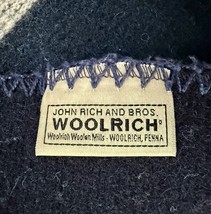 JOHN RICH AND BROS.
WOOLRICH®
Woolrich Woolen Mills - WOOLRICH, PENNA